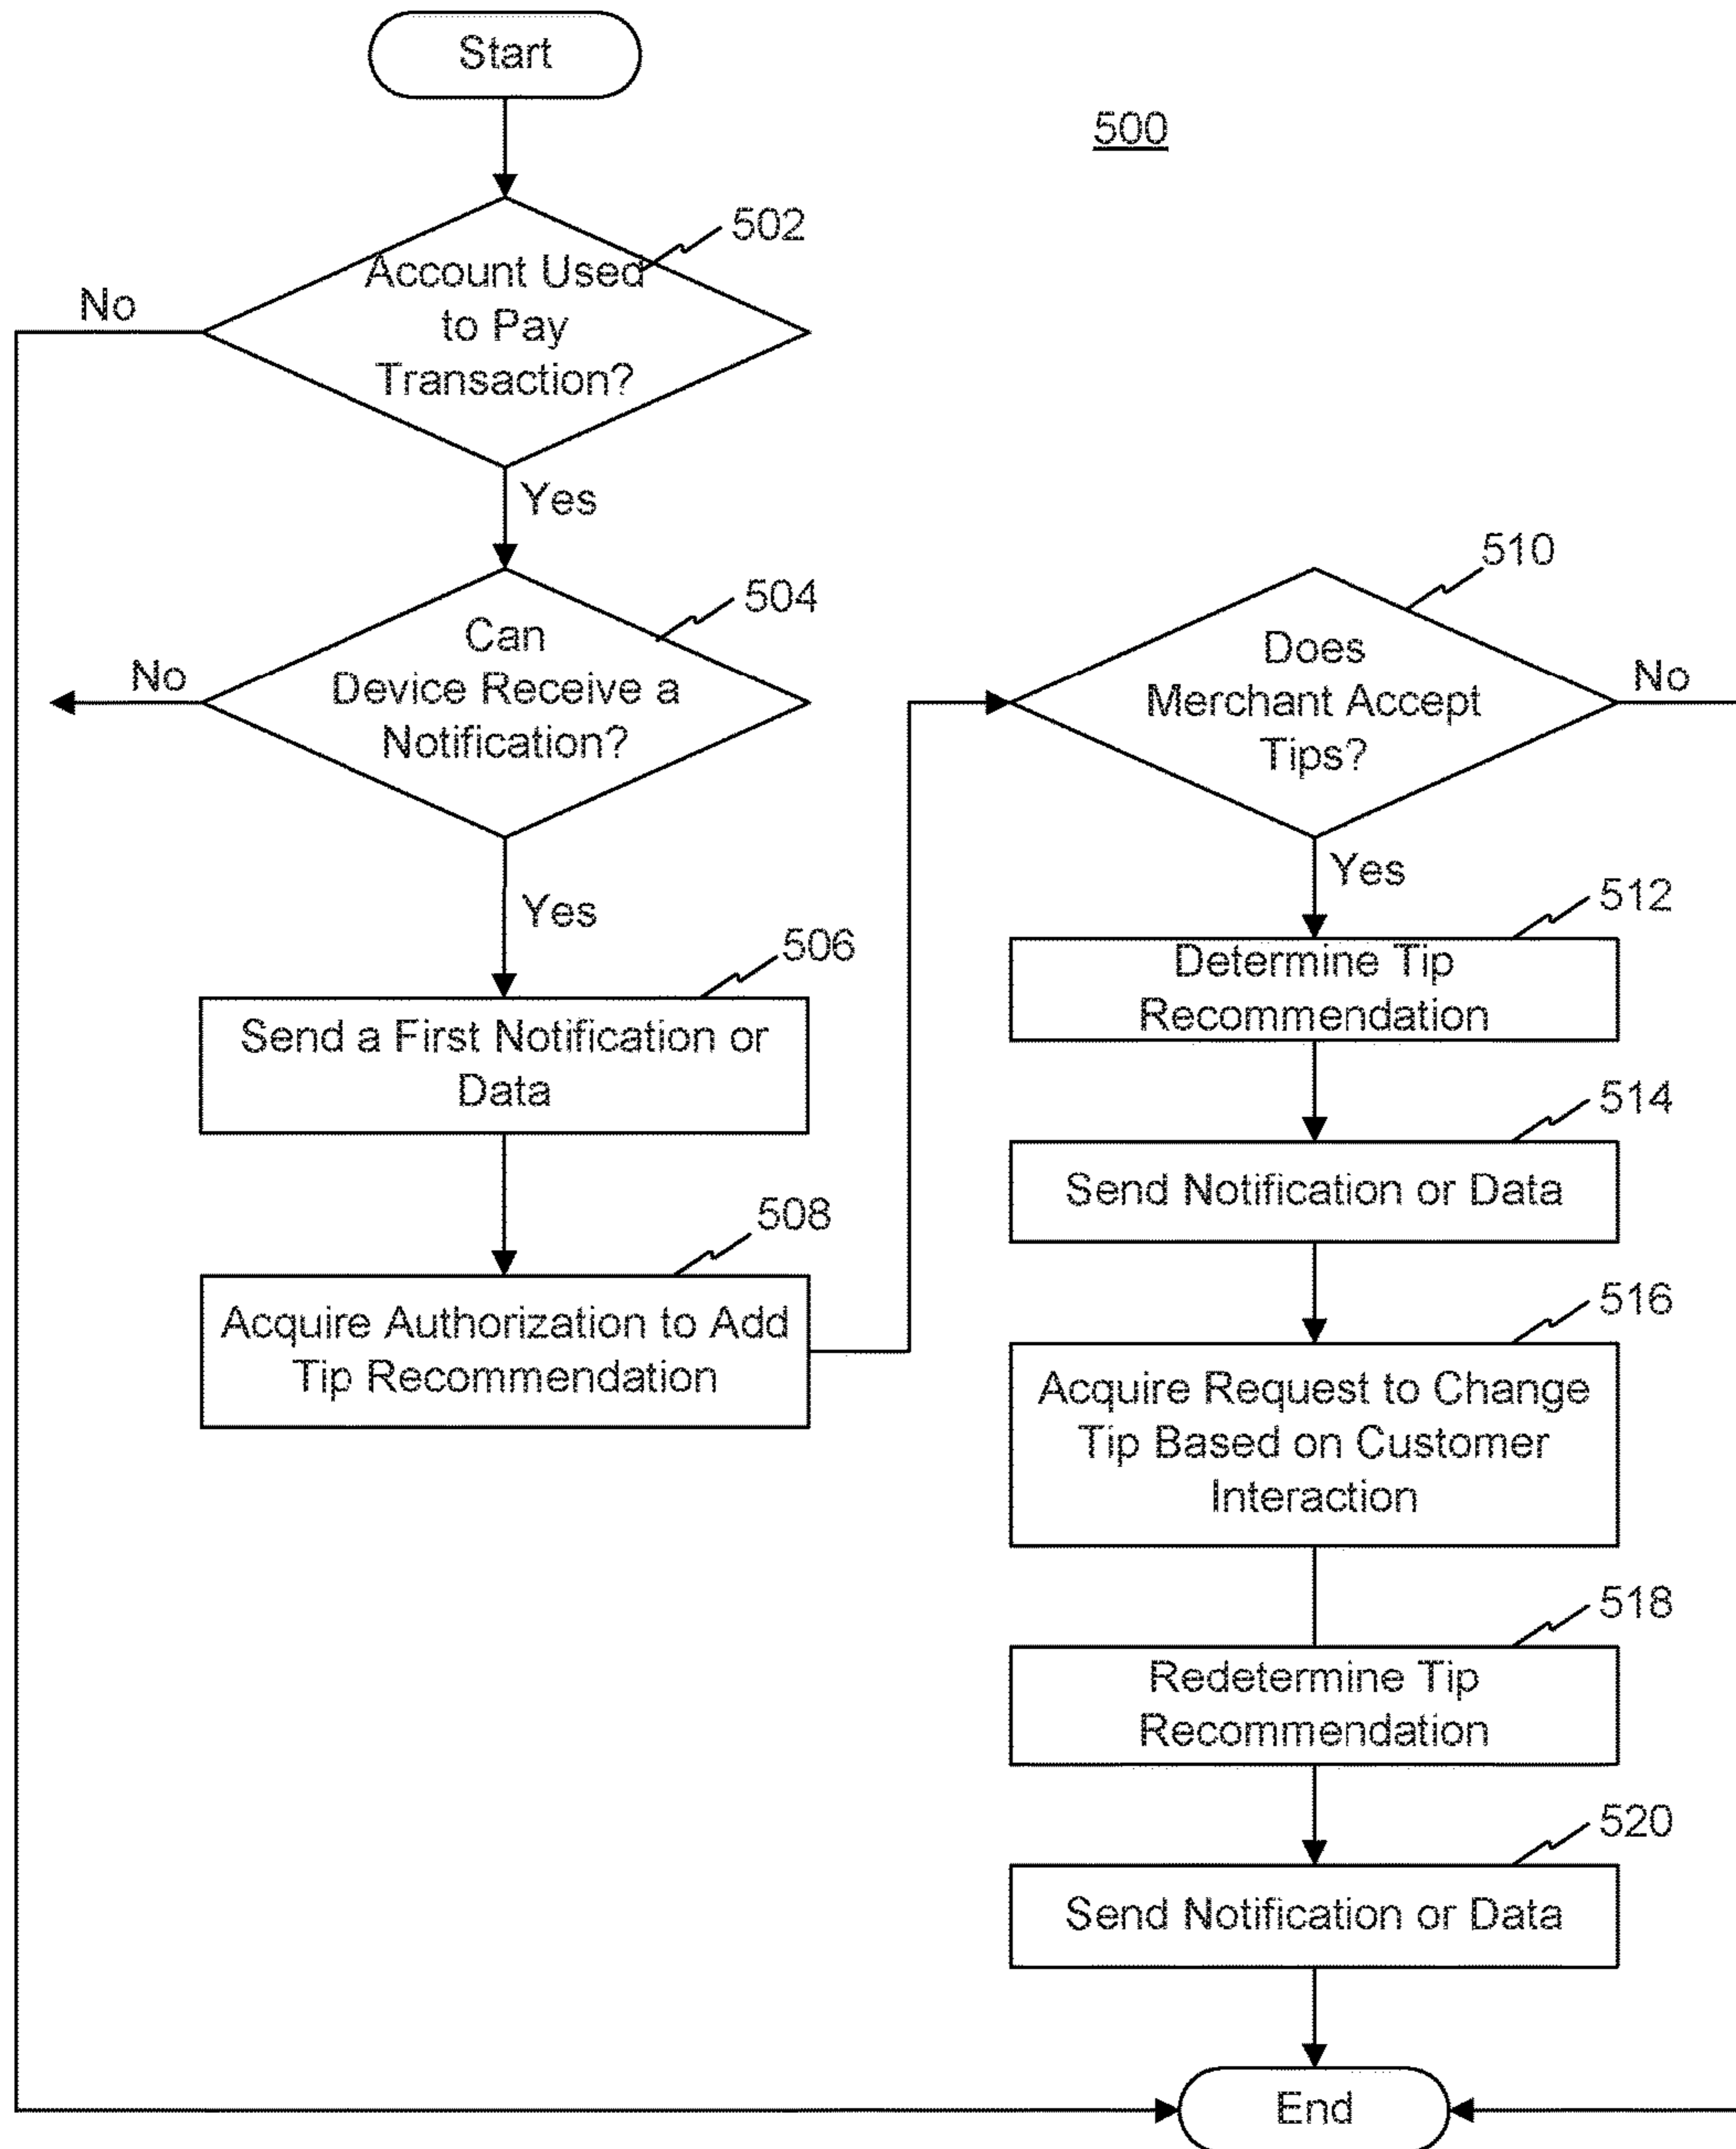 Start
500
502
Account Used
to Pay
Transaction?
No
Yes
504
Can
Device Receive a
Notification?
No
Yes
506
Send a First Notification or
Data
508
Acquire Authorization to Add
Tip Recommendation
510
Does
Merchant Accept
Tips?
No
Yes
512
Determine Tip
Recommendation
514
Send Notification or Data
516
Acquire Request to Change
Tip Based on Customer
Interaction
518
Redetermine Tip
Recommendation
520
Send Notification or Data
End